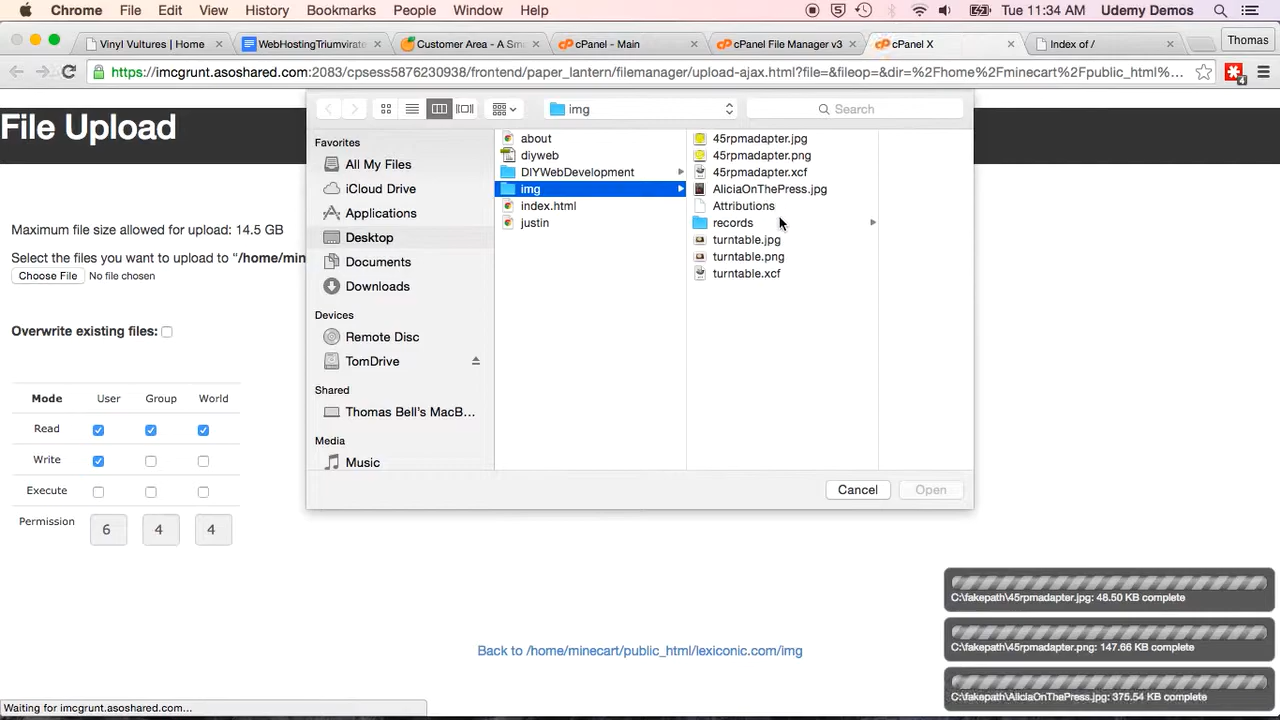 Chrome File Edit View History Bookmarks People Window Help Tue 11:34 AM Udemy Demos
Vinyl Vultures | Home WebHostingTriumvirate Customer Area - A Sma cPanel - Main cPanel File Manager v3 cPanel X Index of / Thomas
https://imcgrunt.asoshared.com:2083/cpsess5876230938/frontend/paper_lantern/filemanager/upload-ajax.html?file=&fileop=&dir=%2Fhome%2Fminecart%2Fpublic_html%... 4
File Upload
Maximum file size allowed for upload: 14.5 GB
Select the files you want to upload to "/home/min
Choose File No file chosen
Overwrite existing files:
Mode User Group World
Read
Write
Execute
Permission 6 4 4
img Search
Favorites
All My Files
iCloud Drive
Applications
Desktop
Documents
Downloads
Devices
Remote Disc
TomDrive
Shared
Thomas Bell's MacB...
Media
Music
about
diyweb
DIYWebDevelopment
img
index.html
justin
45rpmadapter.jpg
45rpmadapter.png
45rpmadapter.xcf
AliciaOnThePress.jpg
Attributions
records
turntable.jpg
turntable.png
turntable.xcf
Cancel Open
C:\fakepath\45rpmadapter.jpg: 48.50 KB complete
C:\fakepath\45rpmadapter.png: 147.66 KB complete
C:\fakepath\AliciaOnThePress.jpg: 375.54 KB complete
Back to /home/minecart/public_html/lexiconic.com/img
Waiting for imcgrunt.asoshared.com...